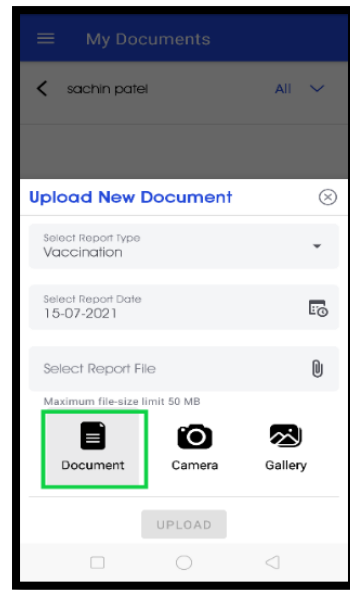 My Documents
sachin patel All
Upload New Document
Select Report Type
Vaccination
Select Report Date
15-07-2021
Select Report File
Maximum file-size limit 50 MB
Document Camera Gallery
UPLOAD